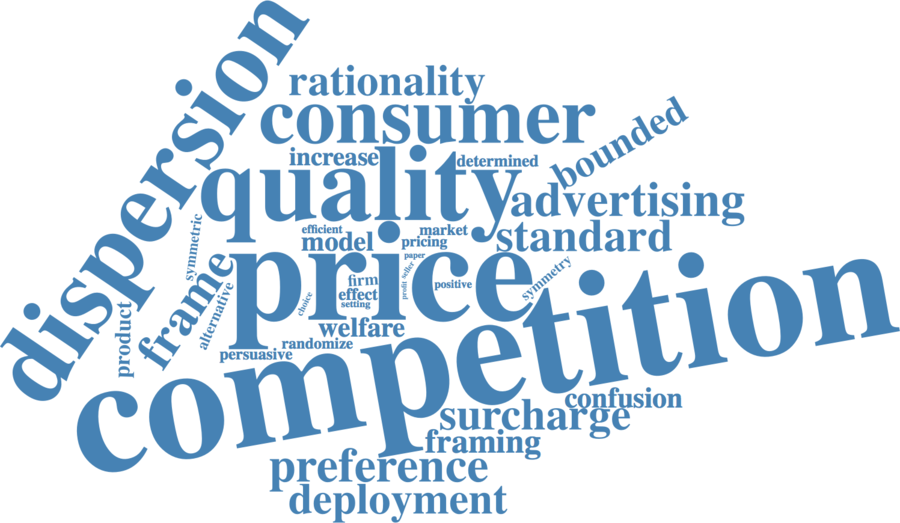 dispersion
rationality
consumer
bounded
increase
determined
quality
advertising
symmetric
efficient
market
standard
model
pricing
price
paper
seller
profit
firm
positive
symmetry
frame
alternative
choice
effect
setting
competition
product
welfare
randomize
persuasive
confusion
surcharge
framing
preference
deployment